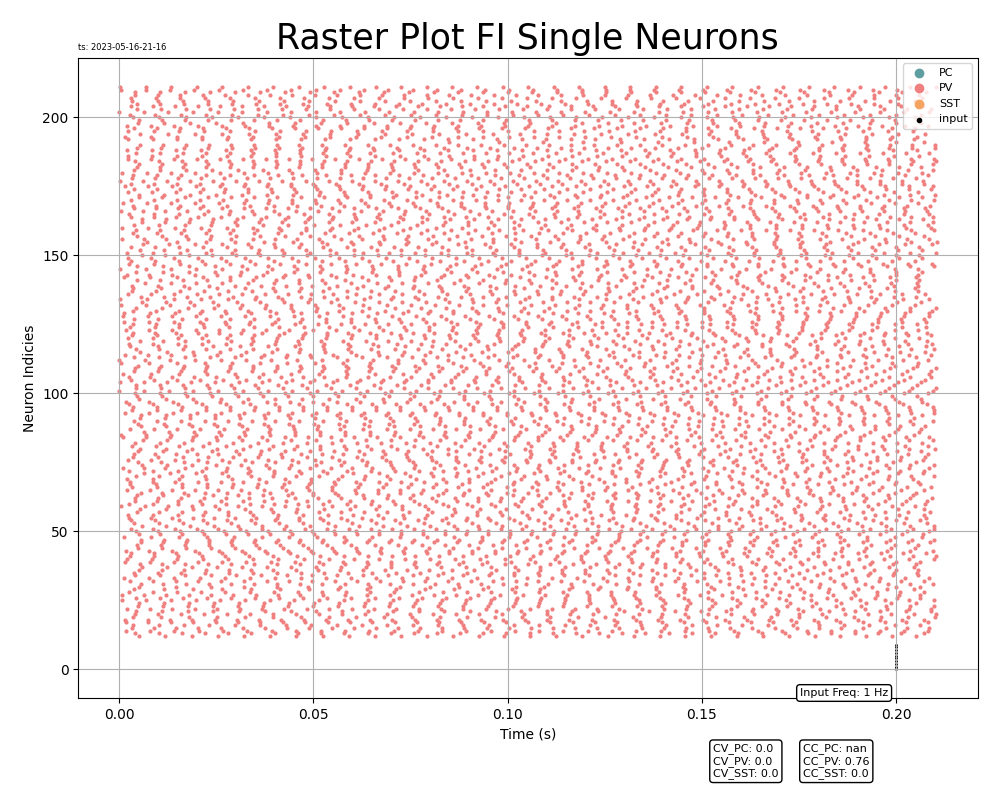 Raster Plot FI Single Neurons
ts: 2023-05-16-21-16
PC
PV
SST
input
200
150
100
50
0
Neuron Indicies
Input Freq: 1 Hz
0.00 0.05 0.10 0.15 0.20
Time (s)
CV_PC: 0.0
CV_PV: 0.0
CV_SST: 0.0
CC_PC: nan
CC_PV: 0.76
CC_SST: 0.0